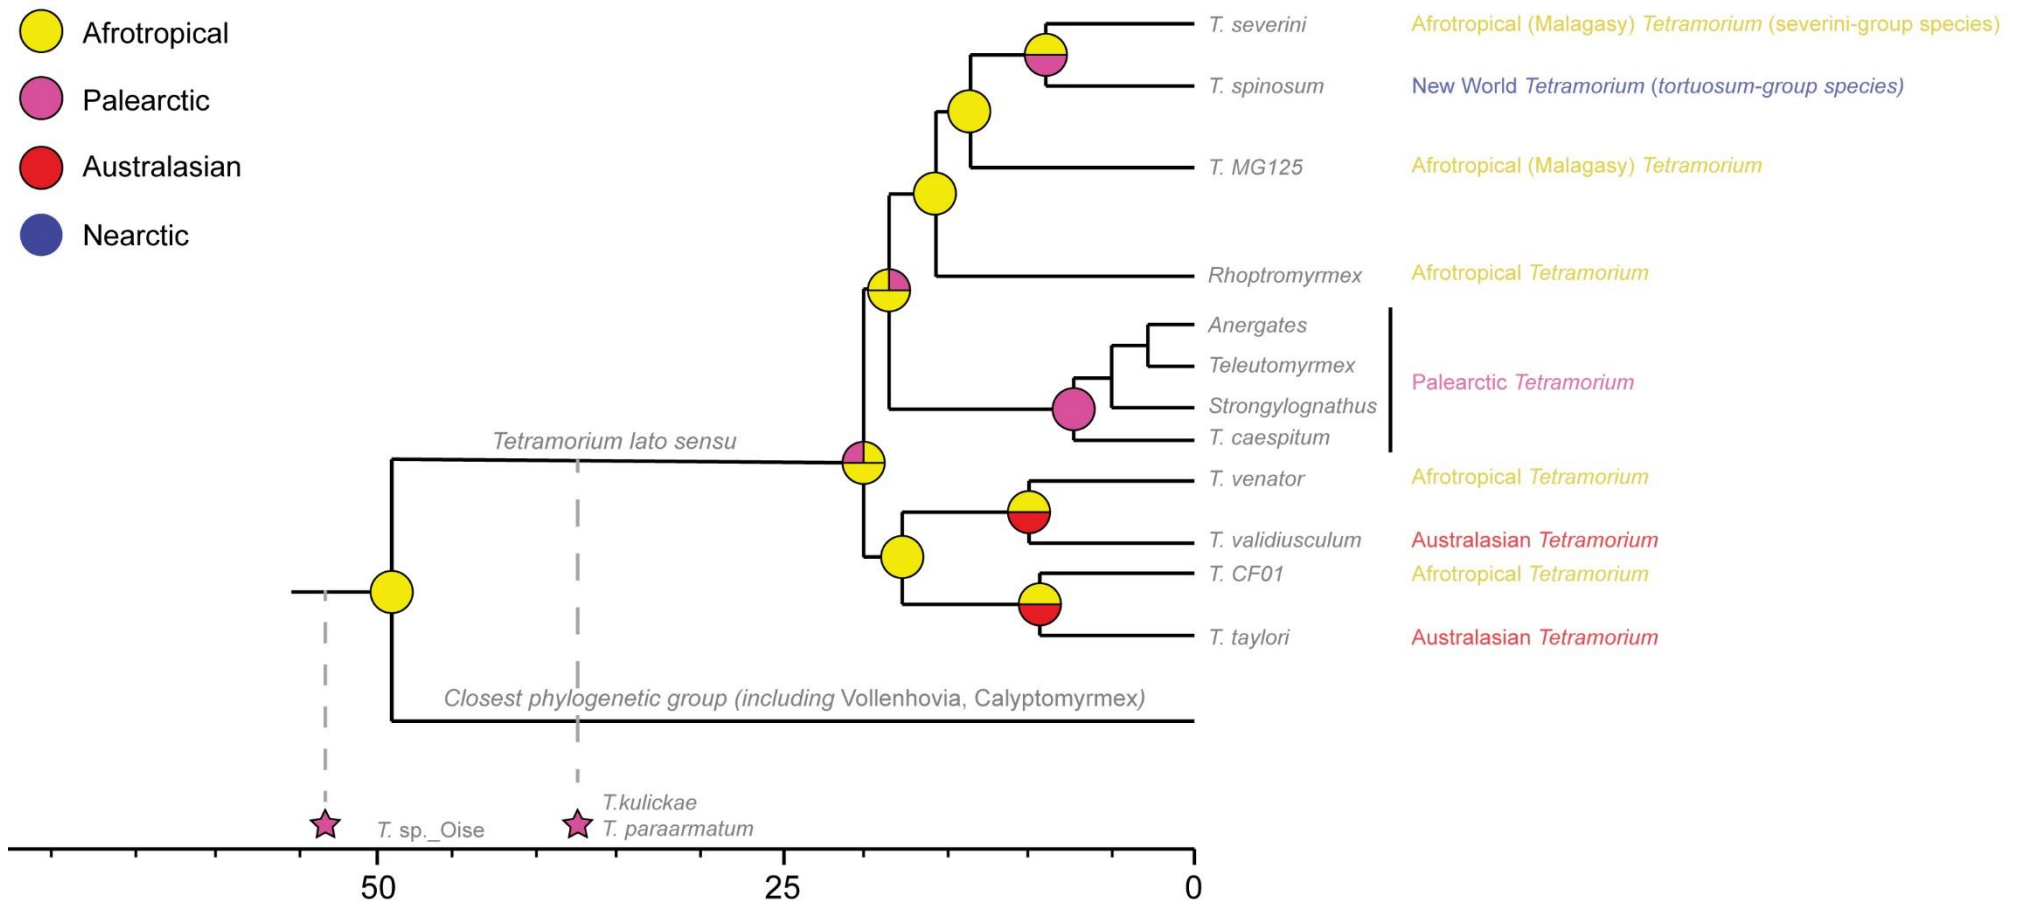 Afrotropical
Palearctic
Australasian
Nearctic
T. severini Afrotropical (Malagasy) Tetramorium (severini-group species)
T. spinosum New World Tetramorium (tortuosum-group species)
T. MG125 Afrotropical (Malagasy) Tetramorium
Rhoptromyrmex Afrotropical Tetramorium
Anergates
Teleutomyrmex
Palearctic Tetramorium
Strongylognathus
T. caespitum
Tetramorium lato sensu
T. venator Afrotropical Tetramorium
T. validiusculum Australasian Tetramorium
T. CF01 Afrotropical Tetramorium
T. taylori Australasian Tetramorium
Closest phylogenetic group (including Vollenhovia, Calyptomyrmex)
T. sp._Oise
T.kulickae
T. paraarmatum
50 25 0